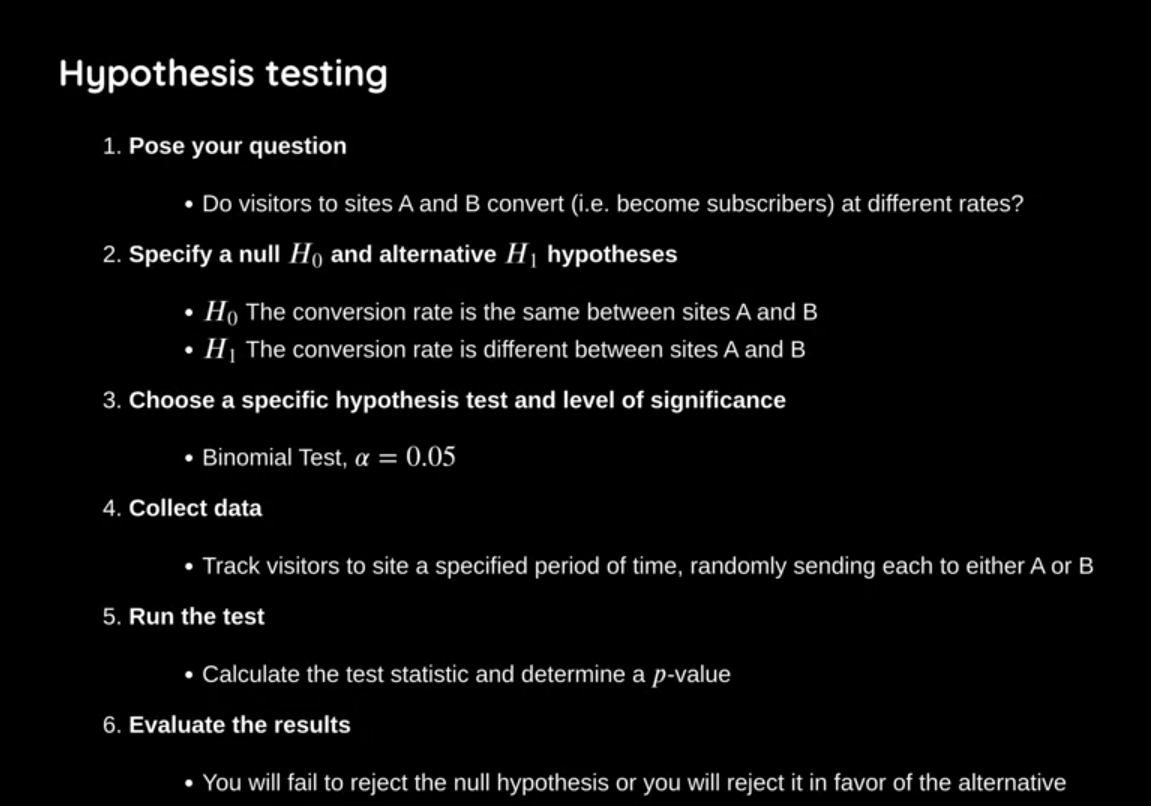 Hypothesis testing
1. Pose your question
• Do visitors to sites A and B convert (i.e. become subscribers) at different rates?
2. Specify a null H₀ and alternative H₁ hypotheses
• H₀ The conversion rate is the same between sites A and B
• H₁ The conversion rate is different between sites A and B
3. Choose a specific hypothesis test and level of significance
• Binomial Test, α = 0.05
4. Collect data
• Track visitors to site a specified period of time, randomly sending each to either A or B
5. Run the test
• Calculate the test statistic and determine a p-value
6. Evaluate the results
• You will fail to reject the null hypothesis or you will reject it in favor of the alternative